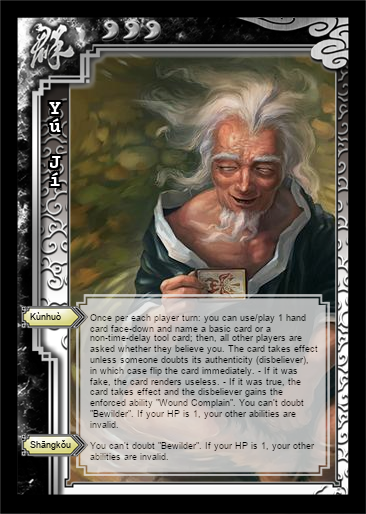 群
Yú Jí
Kùnhuò
Once per each player turn: you can use/play 1 hand
card face-down and name a basic card or a
non-time-delay tool card; then, all other players are
asked whether they believe you. The card takes effect
unless someone doubts its authenticity (disbeliever),
in which case flip the card immediately. - If it was
fake, the card renders useless. - If it was true, the
card takes effect and the disbeliever gains the
enforced ability "Wound Complain". You can't doubt
"Bewilder". If your HP is 1, your other abilities are
invalid.
Shāngkǒu
You can't doubt "Bewilder". If your HP is 1, your other
abilities are invalid.